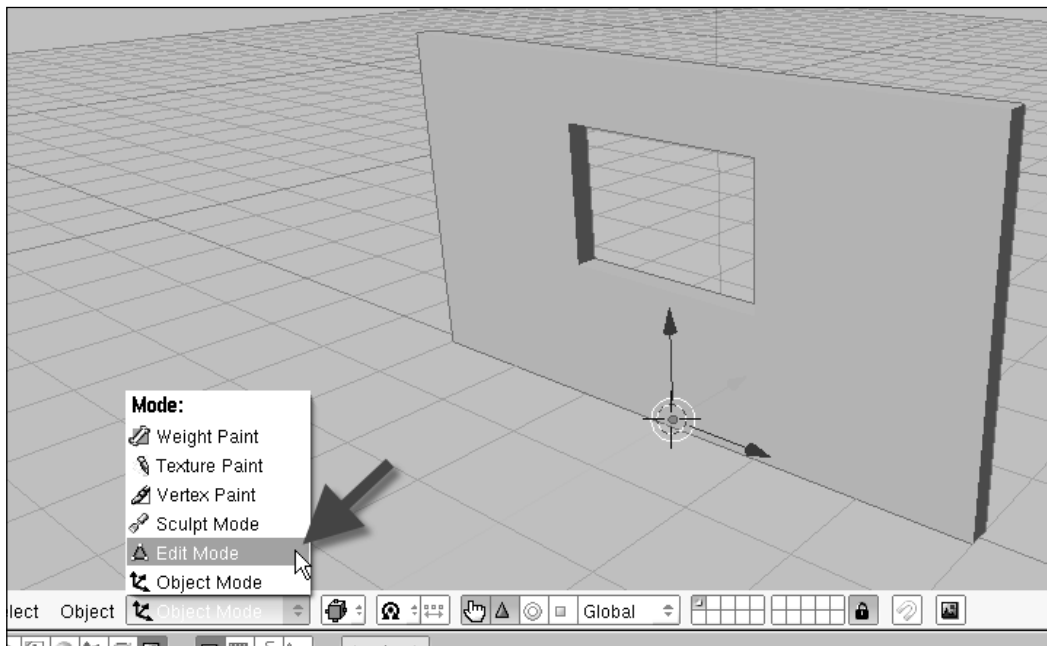 Mode:
Weight Paint
Texture Paint
Vertex Paint
Sculpt Mode
Edit Mode
Object Mode
lect Object Object Mode Global